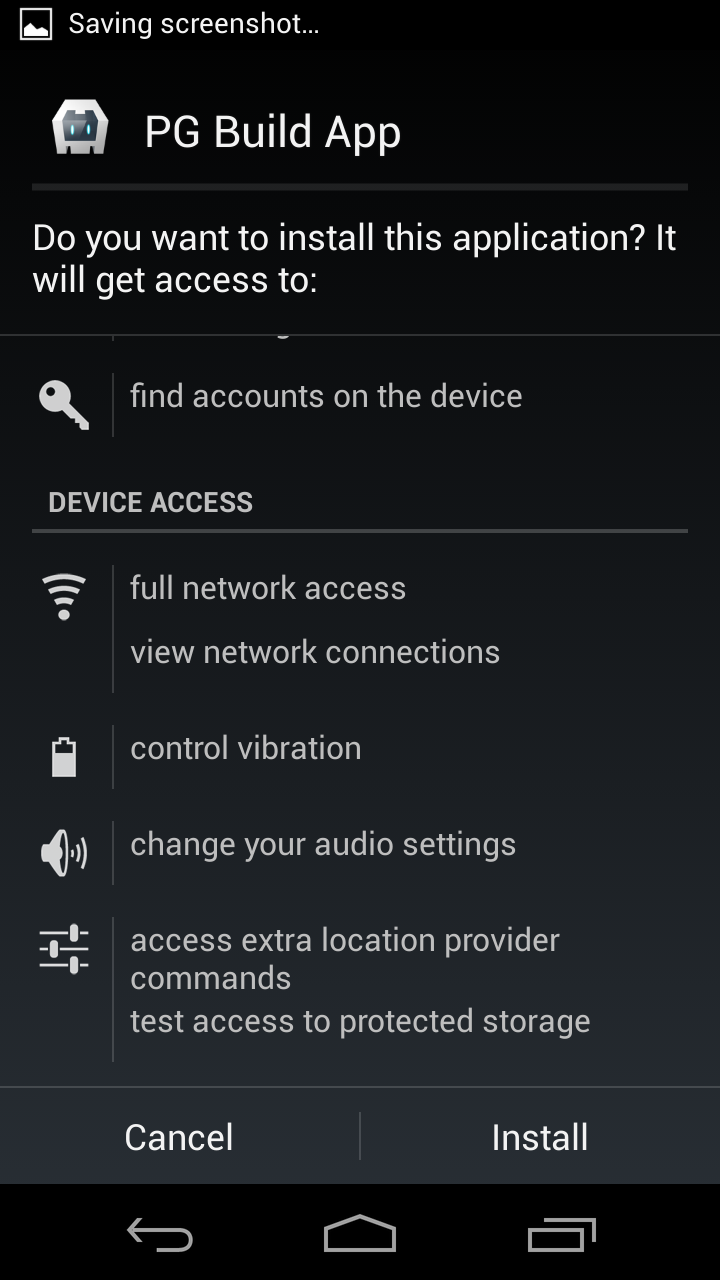 Saving screenshot...
PG Build App
Do you want to install this application? It
will get access to:
find accounts on the device
DEVICE ACCESS
full network access
view network connections
control vibration
change your audio settings
access extra location provider
commands
test access to protected storage
Cancel
Install